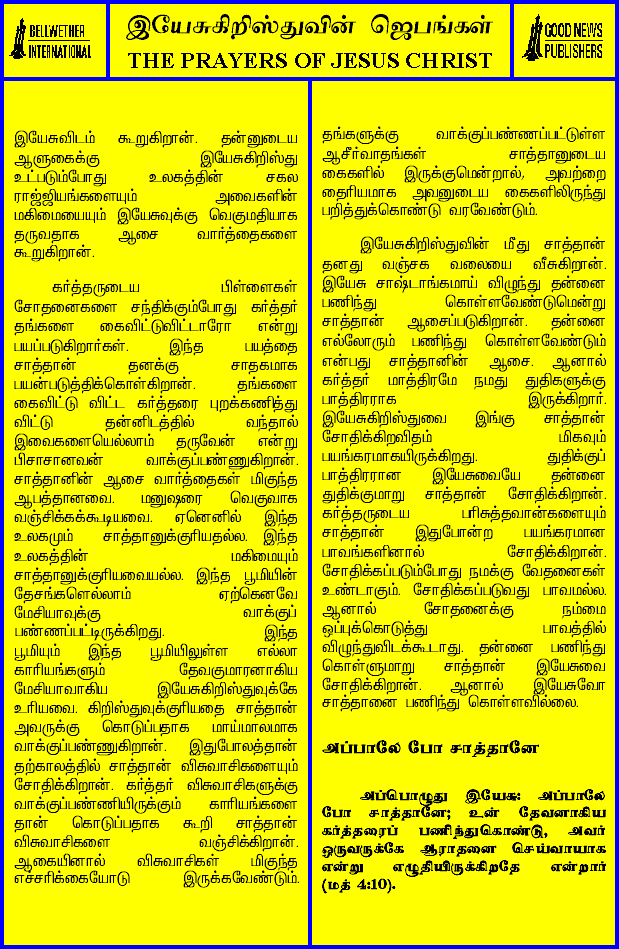 BELLWETHER
INTERNATIONAL
இயேசுகிறிஸ்துவின் ஜெபங்கள்
THE PRAYERS OF JESUS CHRIST
GOOD NEWS
PUBLISHERS
இயேசுவிடம் கூறுகிறான். தன்னுடைய
ஆளுகைக்கு இயேசுகிறிஸ்து
உட்படும்போது உலகத்தின் சகல
ராஜ்ஜியங்களையும் அவைகளின்
மகிமையையும் இயேசுவுக்கு வெகுமதியாக
தருவதாக ஆசை வார்த்தைகளை
கூறுகிறான்.
கர்த்தருடைய பிள்ளைகள்
சோதனைகளை சந்திக்கும்போது கர்த்தர்
தங்களை கைவிட்டுவிட்டாரோ என்று
பயப்படுகிறார்கள். இந்த பயத்தை
சாத்தான் தனக்கு சாதகமாக
பயன்படுத்திக்கொள்கிறான். தங்களை
கைவிட்டு விட்ட கர்த்தரை புறக்கணித்து
விட்டு தன்னிடத்தில் வந்தால்
இவைகளையெல்லாம் தருவேன் என்று
பிசாசானவன் வாக்குப்பண்ணுகிறான்.
சாத்தானின் ஆசை வார்த்தைகள் மிகுந்த
ஆபத்தானவை. மனுஷரை வெகுவாக
வஞ்சிக்கக்கூடியவை. ஏனெனில் இந்த
உலகமும் சாத்தானுக்குரியதல்ல. இந்த
உலகத்தின் மகிமையும்
சாத்தானுக்குரியவையல்ல. இந்த பூமியின்
தேசங்களெல்லாம் ஏற்கெனவே
மேசியாவுக்கு வாக்குப்
பண்ணப்பட்டிருக்கிறது. இந்த
பூமியும் இந்த பூமியிலுள்ள எல்லா
காரியங்களும் தேவகுமாரனாகிய
மேசியாவாகிய இயேசுகிறிஸ்துவுக்கே
உரியவை. கிறிஸ்துவுக்குரியதை சாத்தான்
அவருக்கு கொடுப்பதாக மாய்மாலமாக
வாக்குப்பண்ணுகிறான். இதுபோலத்தான்
தற்காலத்தில் சாத்தான் விசுவாசிகளையும்
சோதிக்கிறான். கர்த்தர் விசுவாசிகளுக்கு
வாக்குப்பண்ணியிருக்கும் காரியங்களை
தான் கொடுப்பதாக கூறி சாத்தான்
விசுவாசிகளை வஞ்சிக்கிறான்.
ஆகையினால் விசுவாசிகள் மிகுந்த
எச்சரிக்கையோடு இருக்கவேண்டும்.
தங்களுக்கு வாக்குப்பண்ணப்பட்டுள்ள
ஆசீர்வாதங்கள் சாத்தானுடைய
கைகளில் இருக்குமென்றால், அவற்றை
தைரியமாக அவனுடைய கைகளிலிருந்து
பறித்துக்கொண்டு வரவேண்டும்.
இயேசுகிறிஸ்துவின் மீது சாத்தான்
தனது வஞ்சக வலையை வீசுகிறான்.
இயேசு சாஷ்டாங்கமாய் விழுந்து தன்னை
பணிந்து கொள்ளவேண்டுமென்று
சாத்தான் ஆசைப்படுகிறான். தன்னை
எல்லோரும் பணிந்து கொள்ளவேண்டும்
என்பது சாத்தானின் ஆசை. ஆனால்
கர்த்தர் மாத்திரமே நமது துதிகளுக்கு
பாத்திரராக இருக்கிறார்.
இயேசுகிறிஸ்துவை இங்கு சாத்தான்
சோதிக்கிறவிதம் மிகவும்
பயங்கரமாகயிருக்கிறது. துதிக்குப்
பாத்திரரான இயேசுவையே தன்னை
துதிக்குமாறு சாத்தான் சோதிக்கிறான்.
கர்த்தருடைய பரிசுத்தவான்களையும்
சாத்தான் இதுபோன்ற பயங்கரமான
பாவங்களினால் சோதிக்கிறான்.
சோதிக்கப்படும்போது நமக்கு வேதனைகள்
உண்டாகும். சோதிக்கப்படுவது பாவமல்ல.
ஆனால் சோதனைக்கு நம்மை
ஒப்புக்கொடுத்து பாவத்தில்
விழுந்துவிடக்கூடாது. தன்னை பணிந்து
கொள்ளுமாறு சாத்தான் இயேசுவை
சோதிக்கிறான். ஆனால் இயேசுவோ
சாத்தானை பணிந்து கொள்ளவில்லை.
அப்பாலே போ சாத்தானே
அப்பொழுது இயேசு: அப்பாலே
போ சாத்தானே; உன் தேவனாகிய
கர்த்தரைப் பணிந்துகொண்டு, அவர்
ஒருவருக்கே ஆராதனை செய்வாயாக
என்று எழுதியிருக்கிறதே என்றார்
(மத் 4:10).